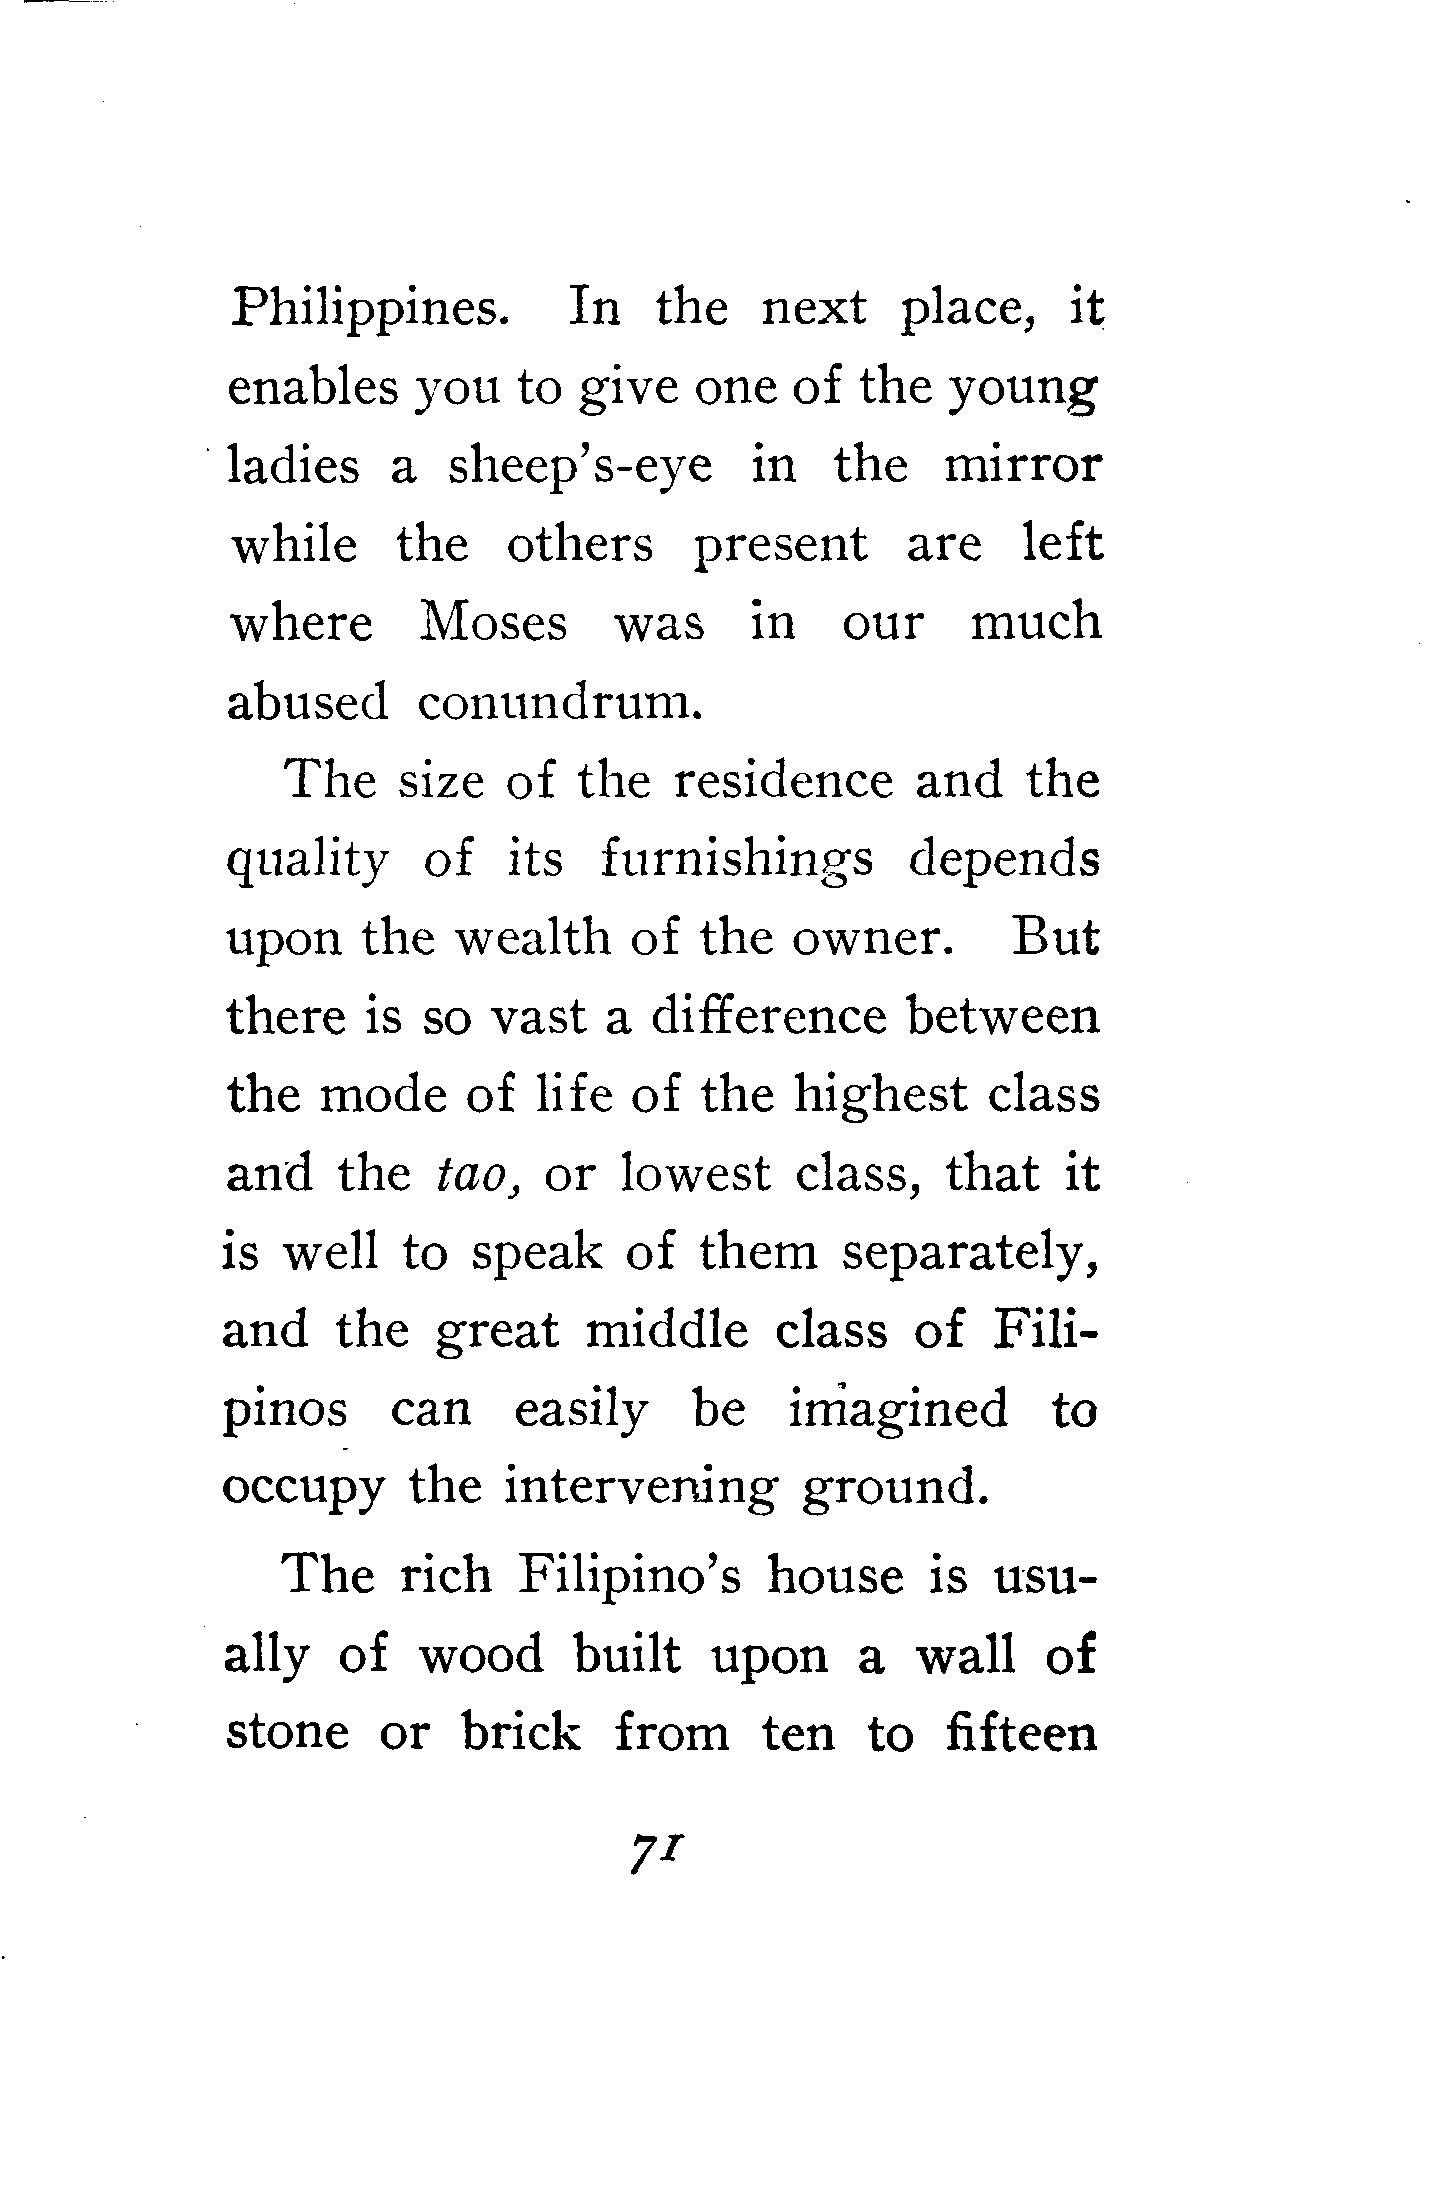 Philippines. In the next place, it
enables you to give one of the young
ladies a sheep's-eye in the mirror
while the others present are left
where Moses was in our much
abused conundrum.
The size of the residence and the
quality of its furnishings depends
upon the wealth of the owner. But
there is so vast a difference between
the mode of life of the highest class
and the tao, or lowest class, that it
is well to speak of them separately,
and the great middle class of Fili-
pinos can easily be imagined to
occupy the intervening ground.
The rich Filipino's house is usu-
ally of wood built upon a wall of
stone or brick from ten to fifteen
71